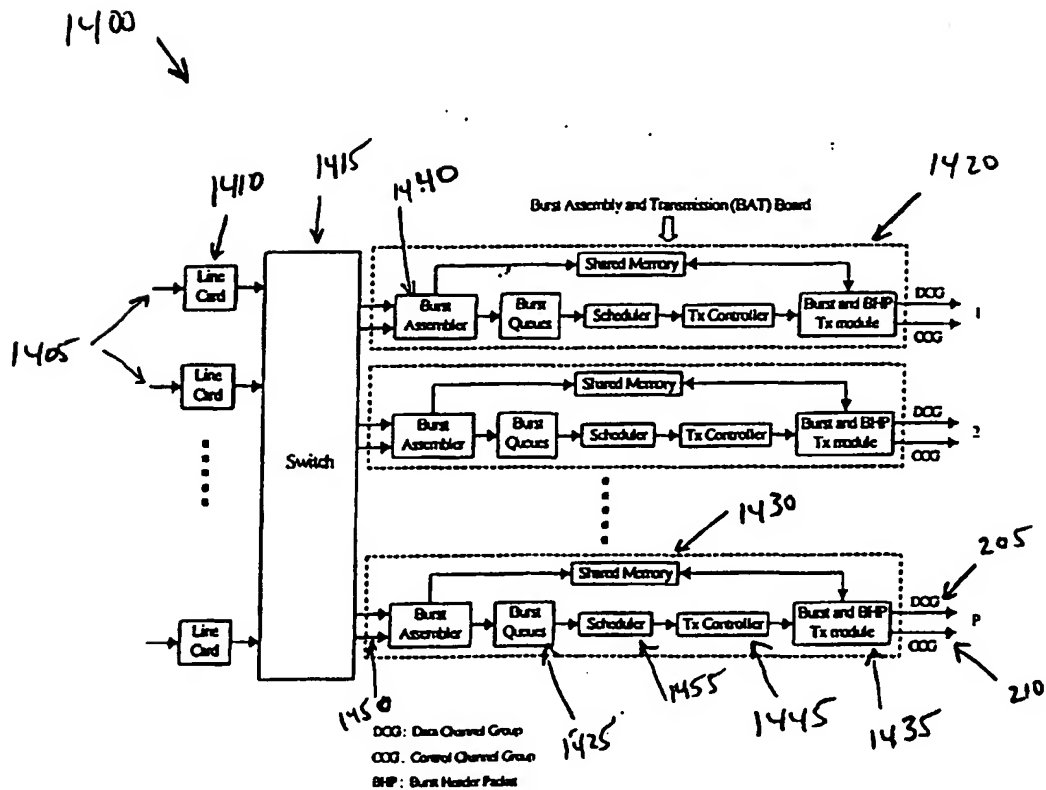 1400
1410
1415
1440
1420
Burst Assembly and Transmission (BAT) Board
Shared Memory
Line Card
Burst Assembler
Burst Queues
Scheduler
Tx Controller
Burst and BHP Tx module
DCG
1
CCG
1405
Line Card
Shared Memory
Burst Assembler
Burst Queues
Scheduler
Tx Controller
Burst and BHP Tx module
DCG
2
CCG
Switch
1430
205
Shared Memory
Line Card
Burst Assembler
Burst Queues
Scheduler
Tx Controller
Burst and BHP Tx module
DCG
P
CCG
1450
1425
1455
1445
1435
210
DCG: Data Channel Group
CCG: Control Channel Group
BHP: Burst Header Packet